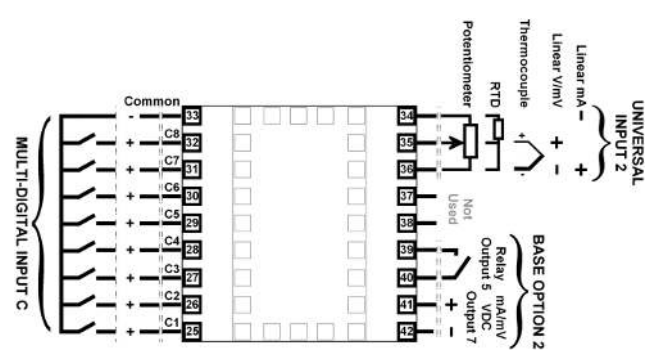 Common
C8
C7
C6
C5
C4
C3
C2
C1
-
+
+
+
+
+
+
+
+
33
32
31
30
29
28
27
26
25
MULTI-DIGITAL INPUT C
34
35
36
37
38
39
40
41
42
Potentiometer
RTD
Thermocouple
+
-
Linear V/mV
+
-
Linear mA
-
+
UNIVERSAL
INPUT 2
Not
Used
Relay
Output 5
mA/mV
VDC
Output 7
+
-
BASE OPTION 2